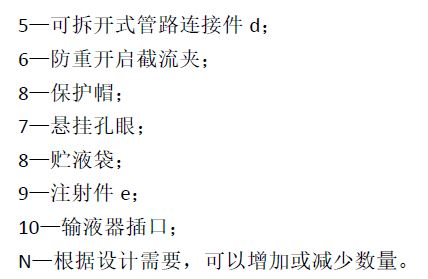 5—可拆开式管路连接件 d；
6—防重开启截流夹；
8—保护帽；
7—悬挂孔眼；
8—贮液袋；
9—注射件 e；
10—输液器插口；
N—根据设计需要，可以增加或减少数量。